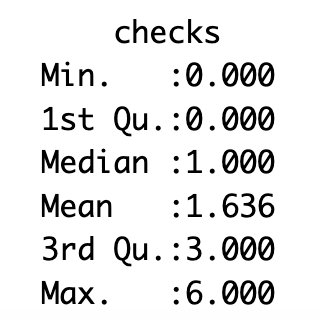 checks
Min.   :0.000
1st Qu.:0.000
Median :1.000
Mean   :1.636
3rd Qu.:3.000
Max.   :6.000